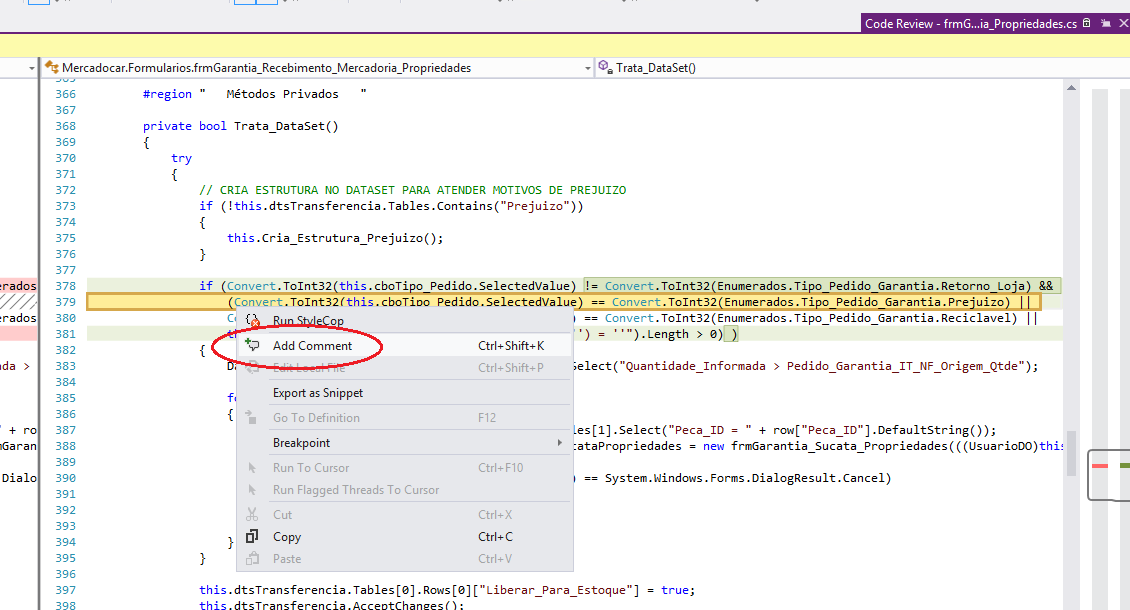 Code Review - frmG...ia_Propriedades.cs
Mercadocar.Formularios.frmGarantia_Recebimento_Mercadoria_Propriedades
Trata_DataSet()
365
366 #region "   Métodos Privados   "
367
368 private bool Trata_DataSet()
369 {
370 try
371 {
372 // CRIA ESTRUTURA NO DATASET PARA ATENDER MOTIVOS DE PREJUIZO
373 if (!this.dtsTransferencia.Tables.Contains("Prejuizo"))
374 {
375 this.Cria_Estrutura_Prejuizo();
376 }
377
erados 378 if (Convert.ToInt32(this.cboTipo_Pedido.SelectedValue) != Convert.ToInt32(Enumerados.Tipo_Pedido_Garantia.Retorno_Loja) &&
379 (Convert.ToInt32(this.cboTipo_Pedido.SelectedValue) == Convert.ToInt32(Enumerados.Tipo_Pedido_Garantia.Prejuizo) ||
erados 380 ) == Convert.ToInt32(Enumerados.Tipo_Pedido_Garantia.Reciclavel) ||
381 ') = ''").Length > 0) )
382 {
ada > 383 Select("Quantidade_Informada > Pedido_Garantia_IT_NF_Origem_Qtde");
384
385 fo
386 {
" + ro 387 les[1].Select("Peca_ID = " + row["Peca_ID"].DefaultString());
mGaran 388 cataPropriedades = new frmGarantia_Sucata_Propriedades(((UsuarioDO)this
389
Dialo 390 ) == System.Windows.Forms.DialogResult.Cancel)
391
392
393
394 }
395 }
396
397 this.dtsTransferencia.Tables[0].Rows[0]["Liberar_Para_Estoque"] = true;
398 this.dtsTransferencia.AcceptChanges();
Run StyleCop
Add Comment Ctrl+Shift+K
Edit Local File Ctrl+Shift+P
Export as Snippet
Go To Definition F12
Breakpoint
Run To Cursor Ctrl+F10
Run Flagged Threads To Cursor
Cut Ctrl+X
Copy Ctrl+C
Paste Ctrl+V